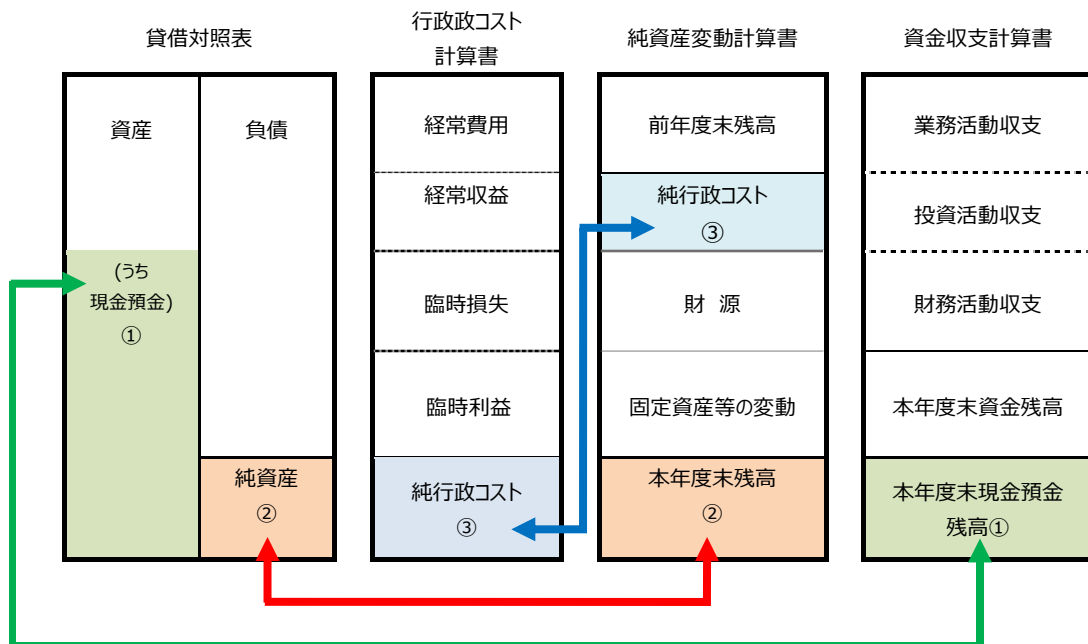 貸借対照表
資産
負債
(うち
現金預金)
①
純資産
②
行政政コスト
計算書
経常費用
経常収益
臨時損失
臨時利益
純行政コスト
③
純資産変動計算書
前年度末残高
純行政コスト
③
財 源
固定資産等の変動
本年度末残高
②
資金収支計算書
業務活動収支
投資活動収支
財務活動収支
本年度末資金残高
本年度末現金預金
残高①